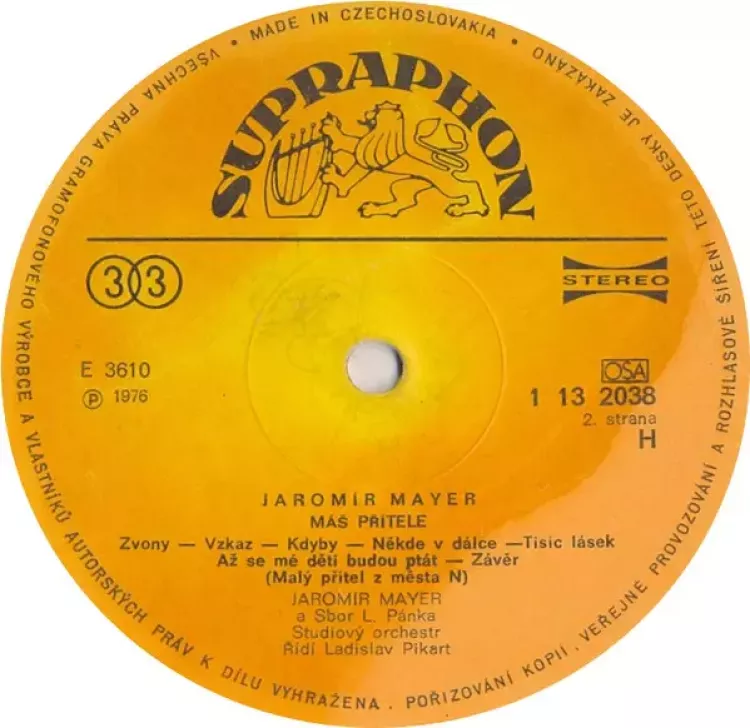 • MADE IN CZECHOSLOVAKIA •
VŠECHNA PRÁVA GRAMOFONOVÉHO VÝROBCE A VLASTNÍKŮ AUTORSKÝCH PRÁV K DÍLU VYHRAŽENA. POŘIZOVÁNÍ KOPIÍ, VEŘEJNÉ PROVOZOVÁNÍ A ROZHLASOVÉ ŠÍŘENÍ TÉTO DESKY JE ZAKÁZÁNO
SUPRAPHON
33
STEREO
E 3610
Ⓟ 1976
OSA
1 13 2038
2. strana
H
JAROMÍR MAYER
MÁŠ PŘÍTELE
Zvony — Vzkaz — Kdyby — Někde v dálce —Tisíc lásek
Až se mé děti budou ptát — Závěr
(Malý přítel z města N)
JAROMÍR MAYER
a Sbor L. Pánka
Studiový orchestr
Řídí Ladislav Pikart